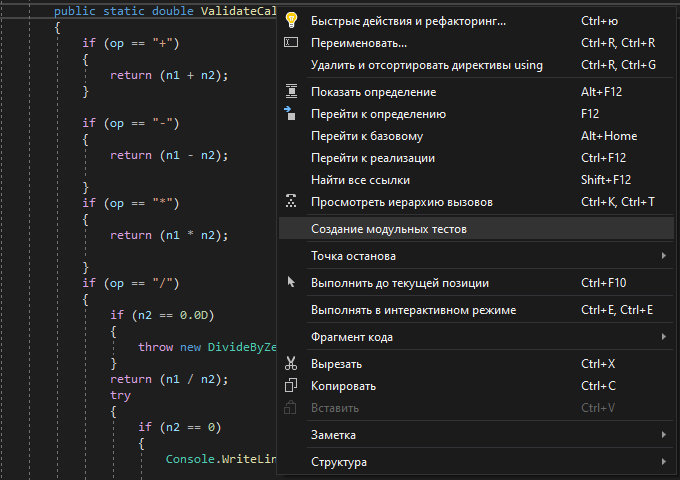 public static double ValidateCal
{
if (op == "+")
{
return (n1 + n2);
}
if (op == "-")
{
return (n1 - n2);
}
if (op == "*")
{
return (n1 * n2);
}
if (op == "/")
{
if (n2 == 0.0D)
{
throw new DivideByZe
}
return (n1 / n2);
try
{
if (n2 == 0)
{
Console.WriteLin
Быстрые действия и рефакторинг... Ctrl+ю
Переименовать... Ctrl+R, Ctrl+R
Удалить и отсортировать директивы using Ctrl+R, Ctrl+G
Показать определение Alt+F12
Перейти к определению F12
Перейти к базовому Alt+Home
Перейти к реализации Ctrl+F12
Найти все ссылки Shift+F12
Просмотреть иерархию вызовов Ctrl+K, Ctrl+T
Создание модульных тестов
Точка останова
Выполнить до текущей позиции Ctrl+F10
Выполнять в интерактивном режиме Ctrl+E, Ctrl+E
Фрагмент кода
Вырезать Ctrl+X
Копировать Ctrl+C
Вставить Ctrl+V
Заметка
Структура